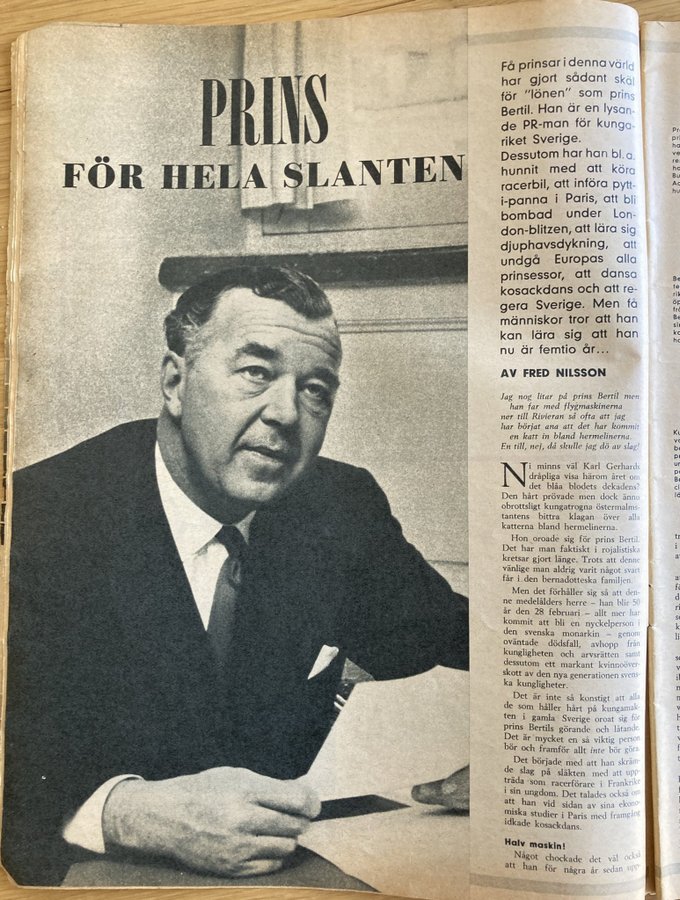 PRINS
FÖR HELA SLANTEN
Få prinsar i denna värld
har gjort sådant skäl
för "lönen" som prins
Bertil. Han är en lysan-
de PR-man för kunga-
riket Sverige.
Dessutom har han bl. a.
hunnit med att köra
racerbil, att införa pytt-
i-panna i Paris, att bli
bombad under Lon-
don-blitzen, att lära sig
djuphavsdykning, att
undgå Europas alla
prinsessor, att dansa
kosackdans och att re-
gera Sverige. Men få
människor tror att han
kan lära sig att han
nu är femtio år...
AV FRED NILSSON
Jag nog litar på prins Bertil men
han far med flygmaskinerna
ner till Rivieran så ofta att jag
har börjat ana att det har kommit
en katt in bland hermelinerna.
En till, nej, då skulle jag dö av slag!
Ni minns väl Karl Gerhards
dråpliga visa härom året om
det blåa blodets dekadens?
Den hårt prövade men dock ännu
obrottsligt kungatrogna östermalms-
tantens bittra klagan över alla
katterna bland hermelinerna.
Hon oroade sig för prins Bertil.
Det har man faktiskt i rojalistiska
kretsar gjort länge. Trots att denne
vänlige man aldrig varit något svart
får i den bernadotteska familjen.
Men det förhåller sig så att den-
ne medelålders herre – han blir 50
år den 28 februari – allt mer har
kommit att bli en nyckelperson i
den svenska monarkin – genom
oväntade dödsfall, avhopp från
kungligheten och arvsrätten samt
dessutom ett markant kvinnoöver-
skott av den nya generationen svens-
ka kungligheter.
Det är inte så konstigt att alla
de som håller hårt på kungamak-
ten i gamla Sverige oroat sig för
prins Bertils görande och låtande.
Det är mycket en så viktig person
bör och framför allt inte bör göra.
Det började med att han skräm-
de slag på släkten med att upp-
träda som racerförare i Frankrike
i sin ungdom. Det talades också om
att han vid sidan av sina ekono-
miska studier i Paris med framgång
idkade kosackdans.
Halv maskin!
Något chockade det väl också
att han för några år sedan upp-